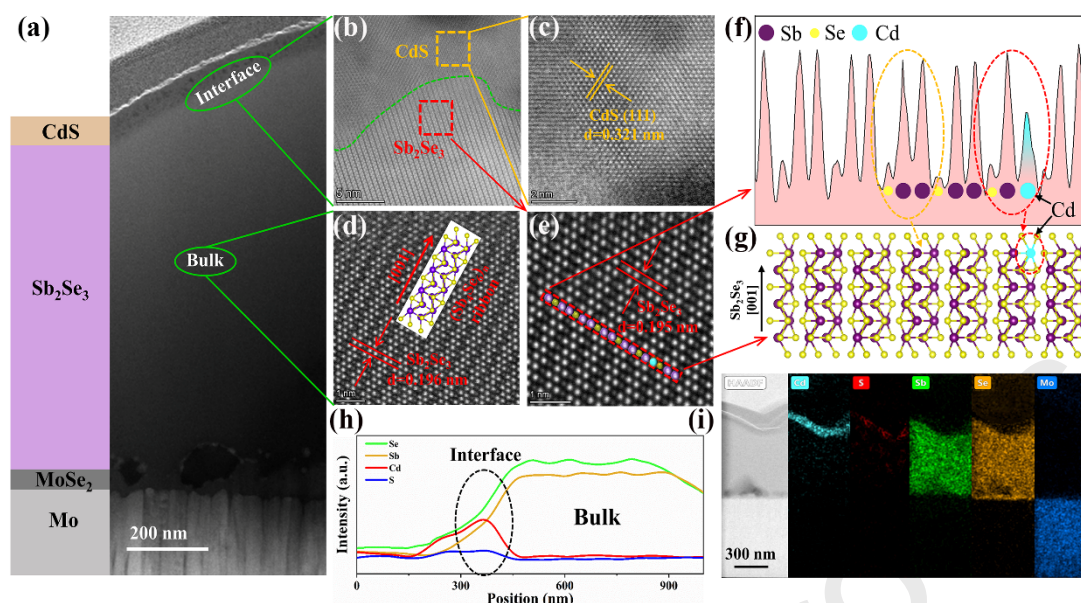 (a)
Interface
Bulk
CdS
Sb₂Se₃
MoSe₂
Mo
200 nm
(b)
CdS
Sb₂Se₃
5 nm
(c)
CdS (111)
d=0.321 nm
2 nm
(d)
[001]
Sb₂Se₃
d=0.196 nm
1 nm
(e)
Sb₂Se₃
d=0.195 nm
1 nm
(f)
Sb
Se
Cd
Cd
(g)
Sb₂Se₃
[001]
(h)
Se
Sb
Cd
S
Interface
Bulk
Intensity (a.u.)
0
300
600
900
Position (nm)
(i)
HAADF
Cd
S
Sb
Se
Mo
300 nm